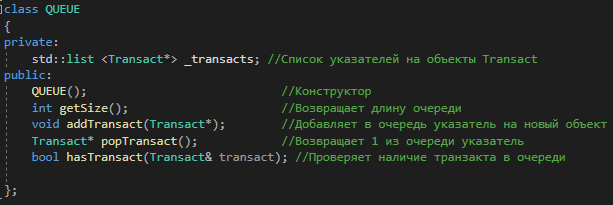 class QUEUE
{
private:
    std::list <Transact*> _transacts; //Список указателей на объекты Transact
public:
    QUEUE();                          //Конструктор
    int getSize();                    //Возвращает длину очереди
    void addTransact(Transact*);      //Добавляет в очередь указатель на новый объект
    Transact* popTransact();          //Возвращает 1 из очереди указатель
    bool hasTransact(Transact& transact); //Проверяет наличие транзакта в очереди
};